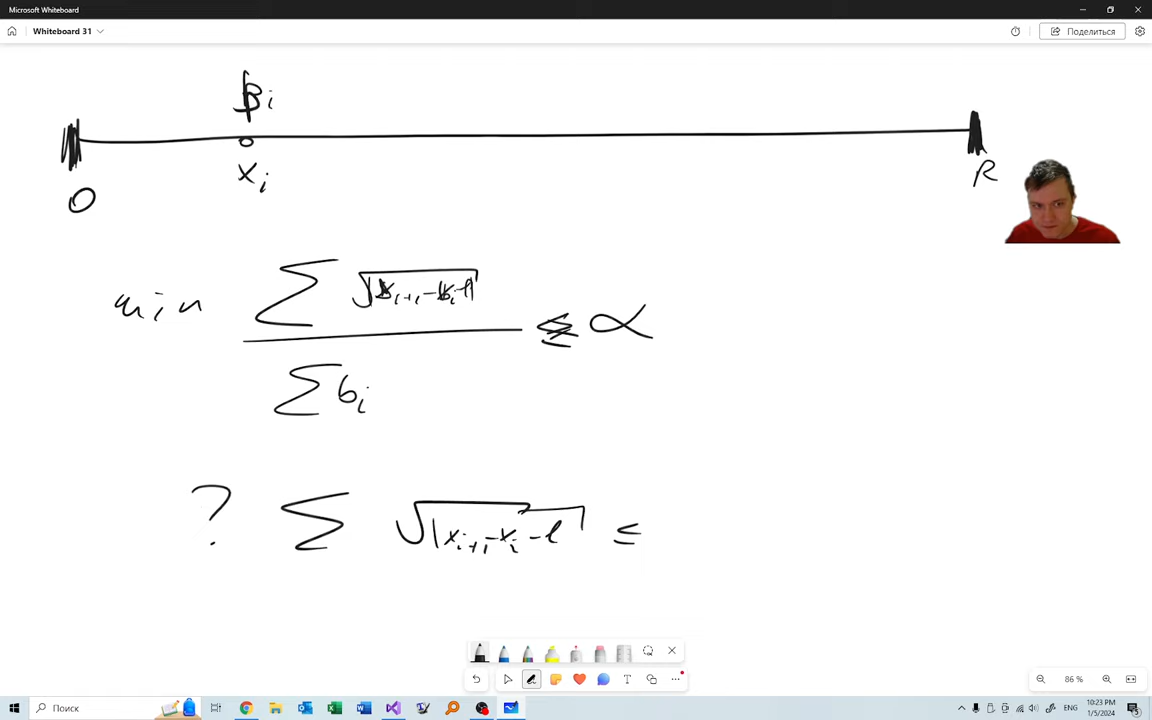 Microsoft Whiteboard
Whiteboard 31
Поделиться
Bi
xi
O
R
min ∑ √|xi+1-xi-l| / ∑ bi ≤ α
? ∑ √|xi+1-xi-l| ≤
86 %
Поиск
ENG
10:23 PM
1/5/2024